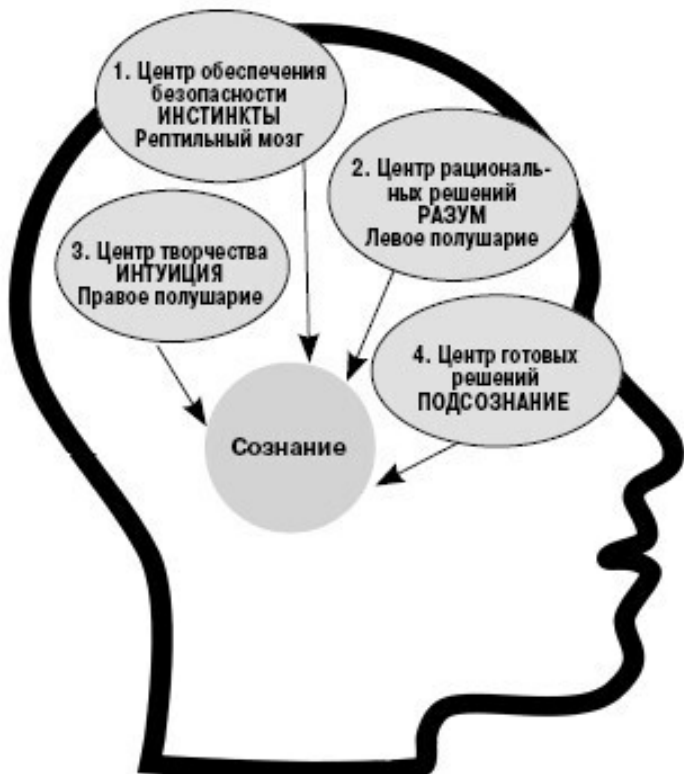 1. Центр обеспечения
безопасности
ИНСТИНКТЫ
Рептильный мозг
2. Центр рациональ-
ных решений
РАЗУМ
Левое полушарие
3. Центр творчества
ИНТУИЦИЯ
Правое полушарие
4. Центр готовых
решений
ПОДСОЗНАНИЕ
Сознание